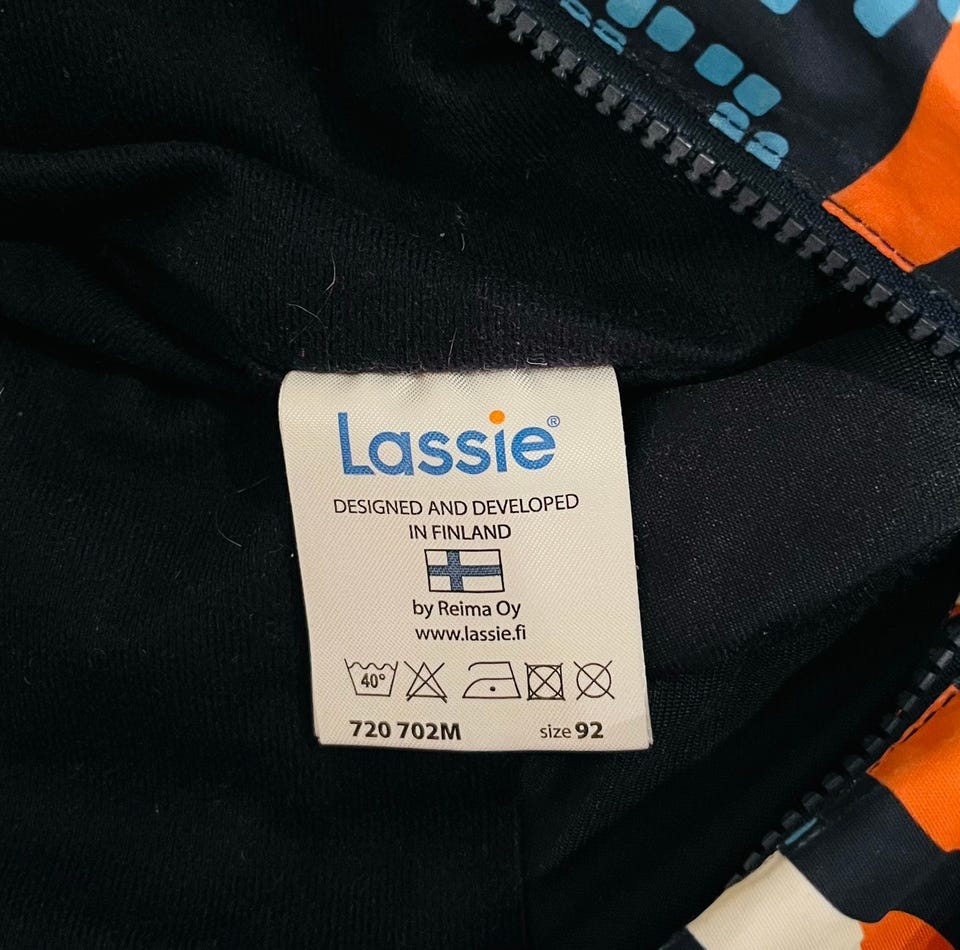 Lassie®
DESIGNED AND DEVELOPED
IN FINLAND
by Reima Oy
www.lassie.fi
40°
720 702M
size 92